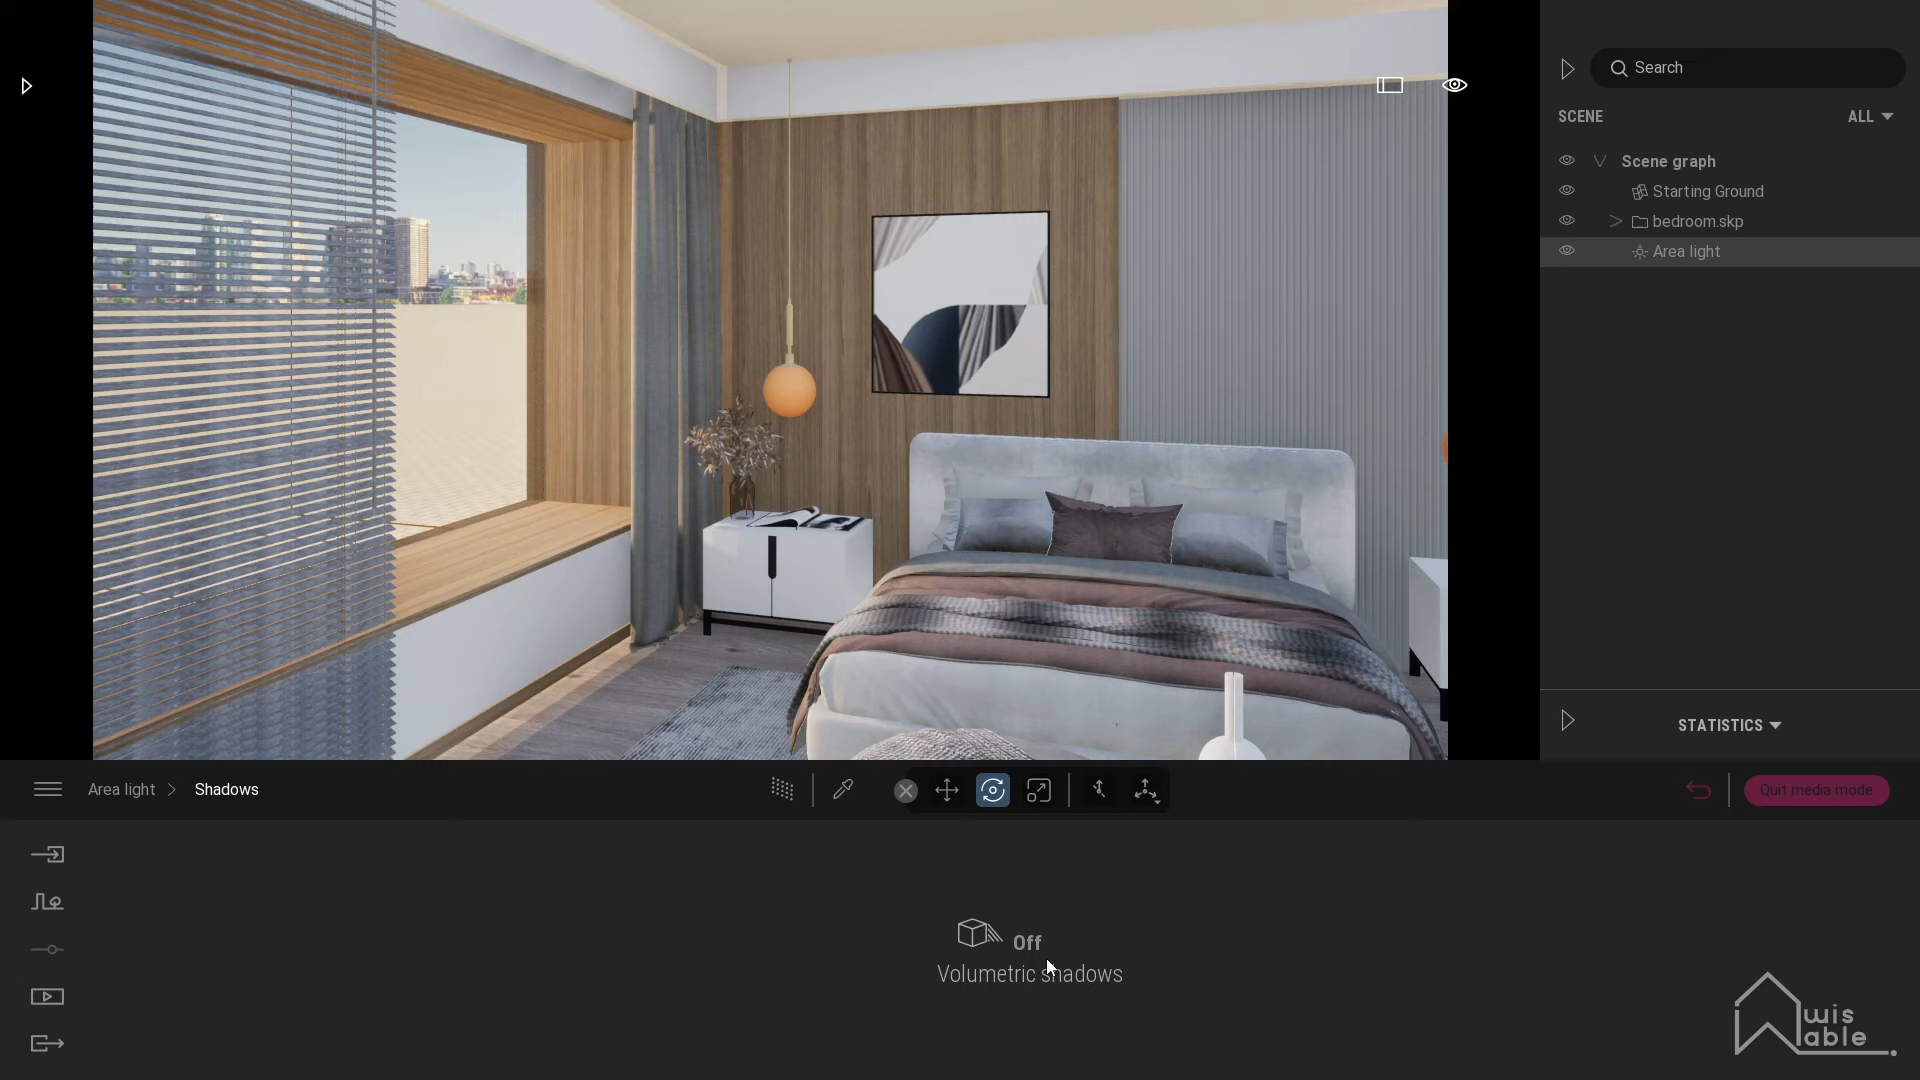 Search
SCENE
ALL
Scene graph
Starting Ground
bedroom.skp
Area light
STATISTICS
Area light
Shadows
Quit media mode
Off
Volumetric shadows
wis
able